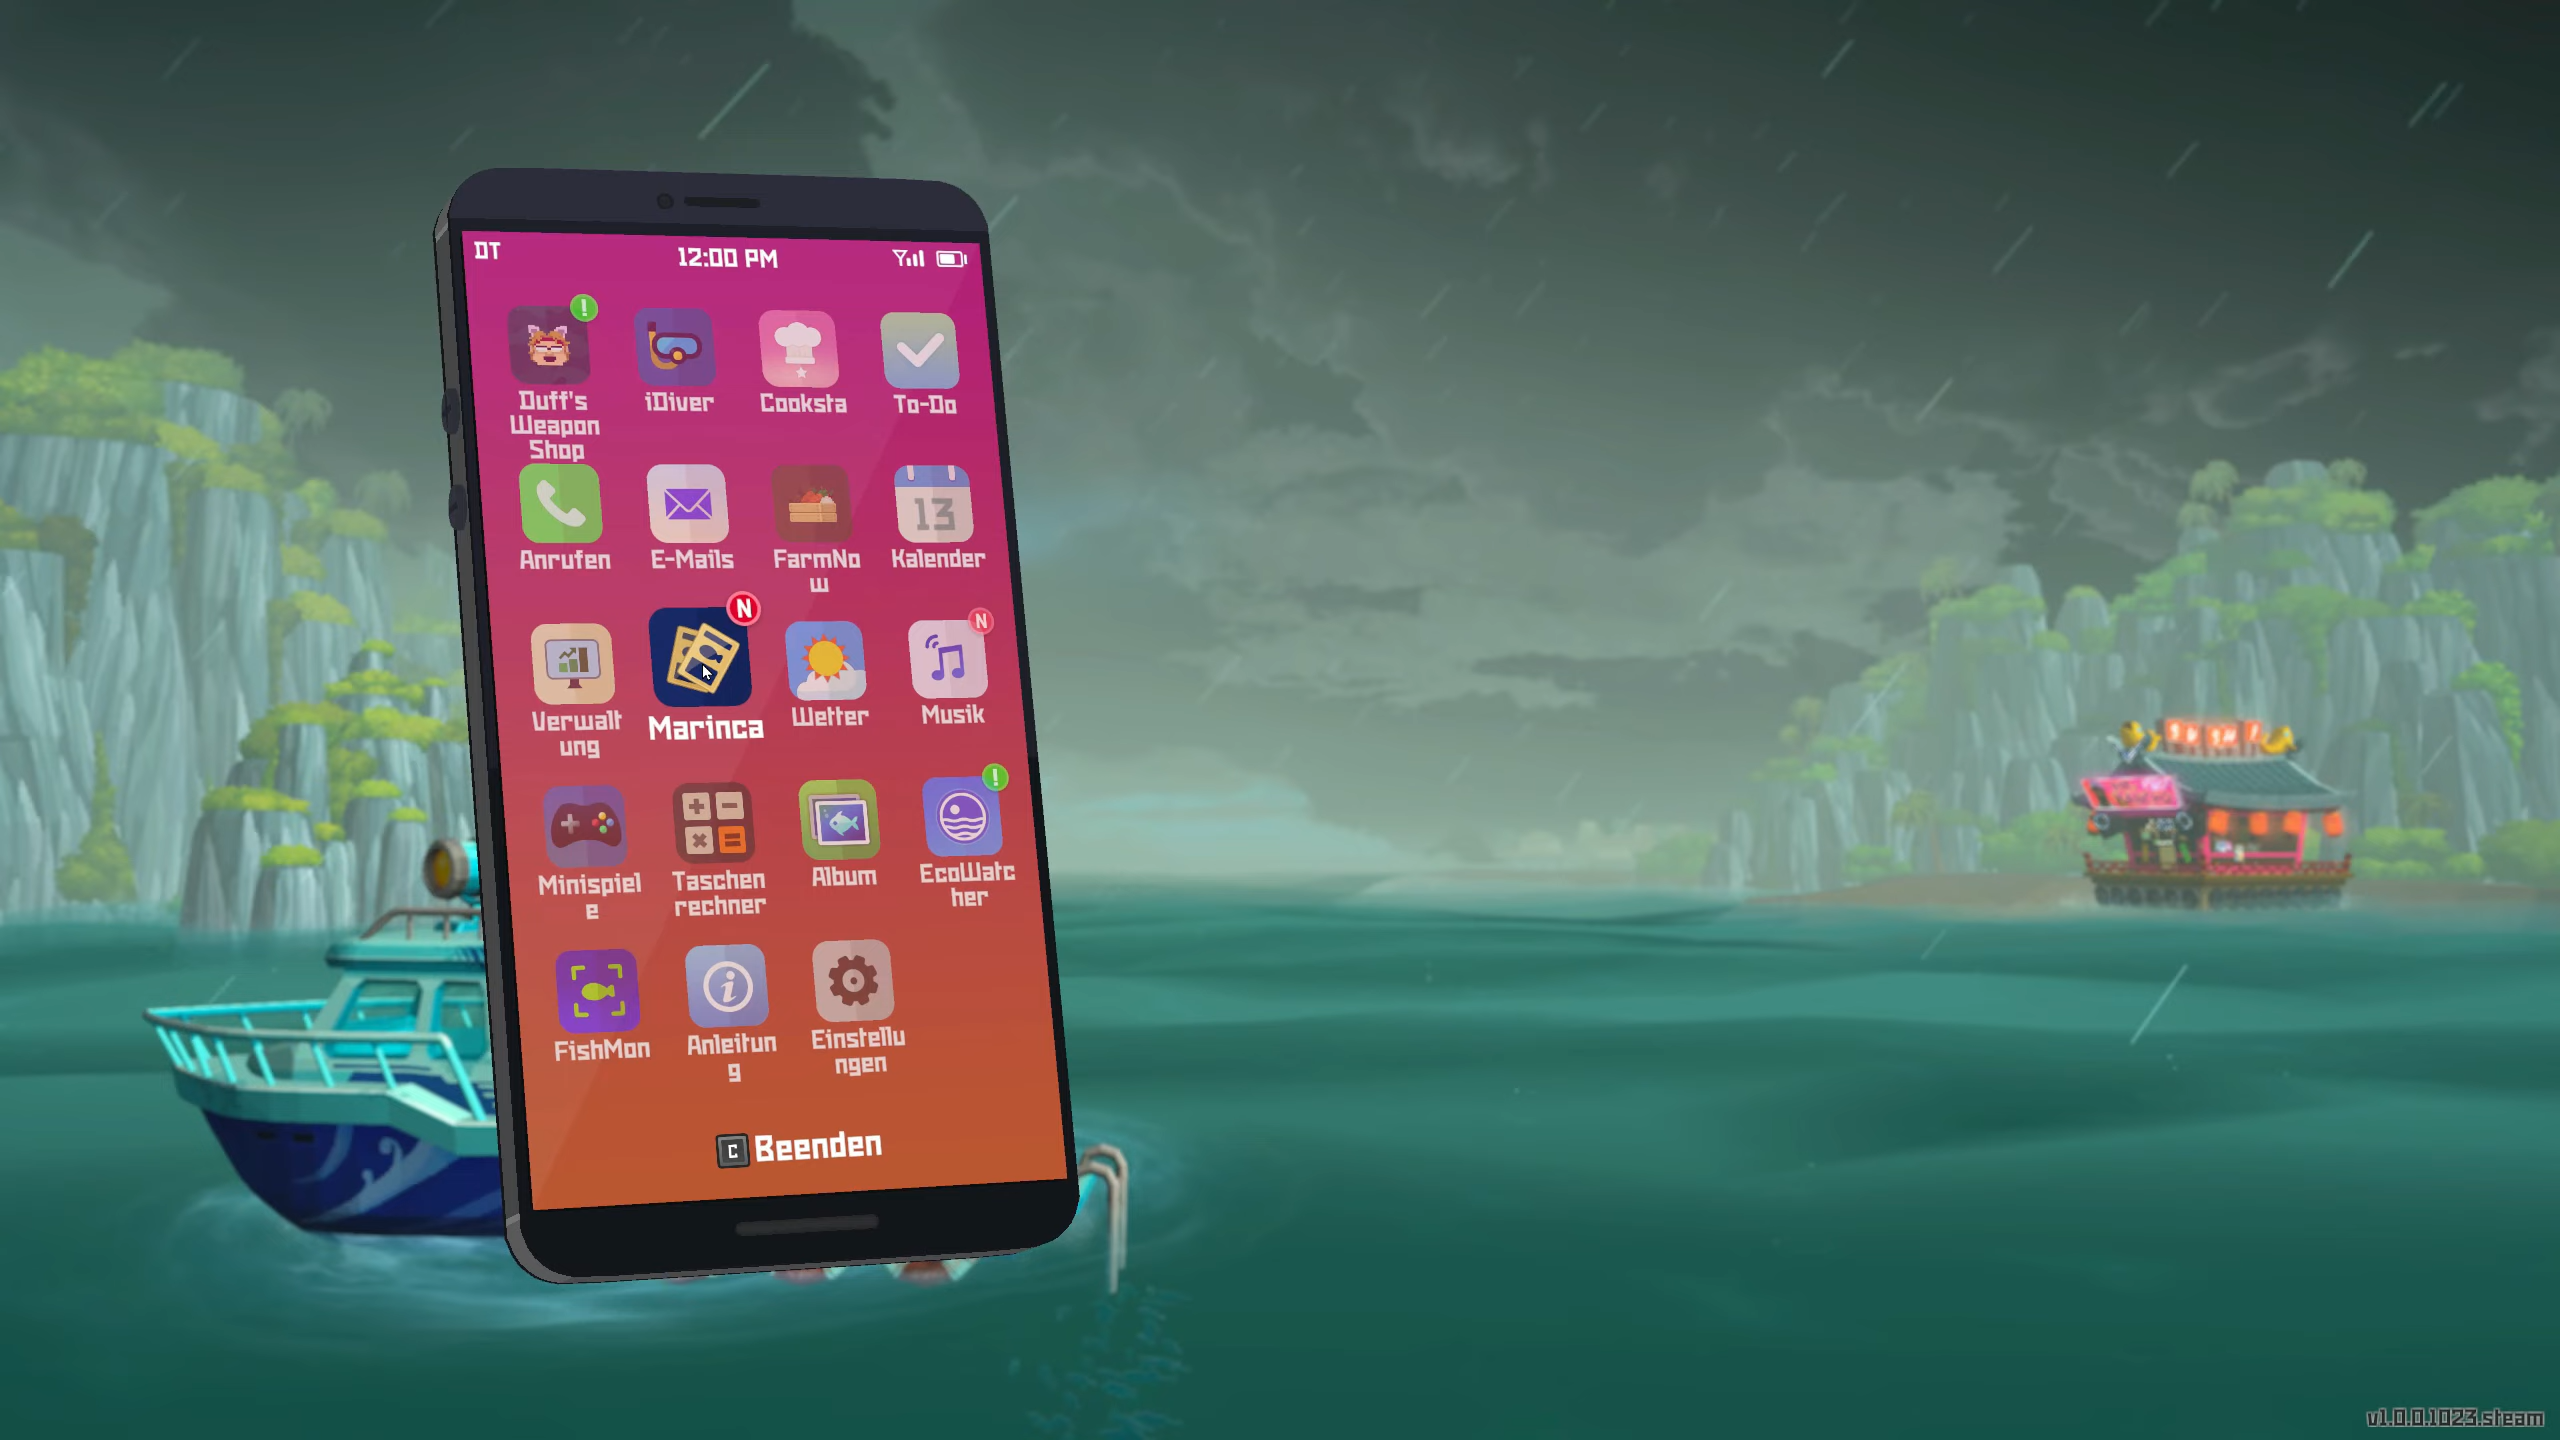 DT
12:00 PM
Duff's
Weapon
Shop
iDiver
Cooksta
To-Do
Anrufen
E-Mails
FarmNo
w
13
Kalender
Verwalt
ung
N
Marinca
Wetter
N
Musik
Minispiel
e
Taschen
rechner
Album
EcoWatc
her
FishMon
Anleitun
g
Einstellu
ngen
C Beenden
SUSHI
v1.0.0.1023.steam